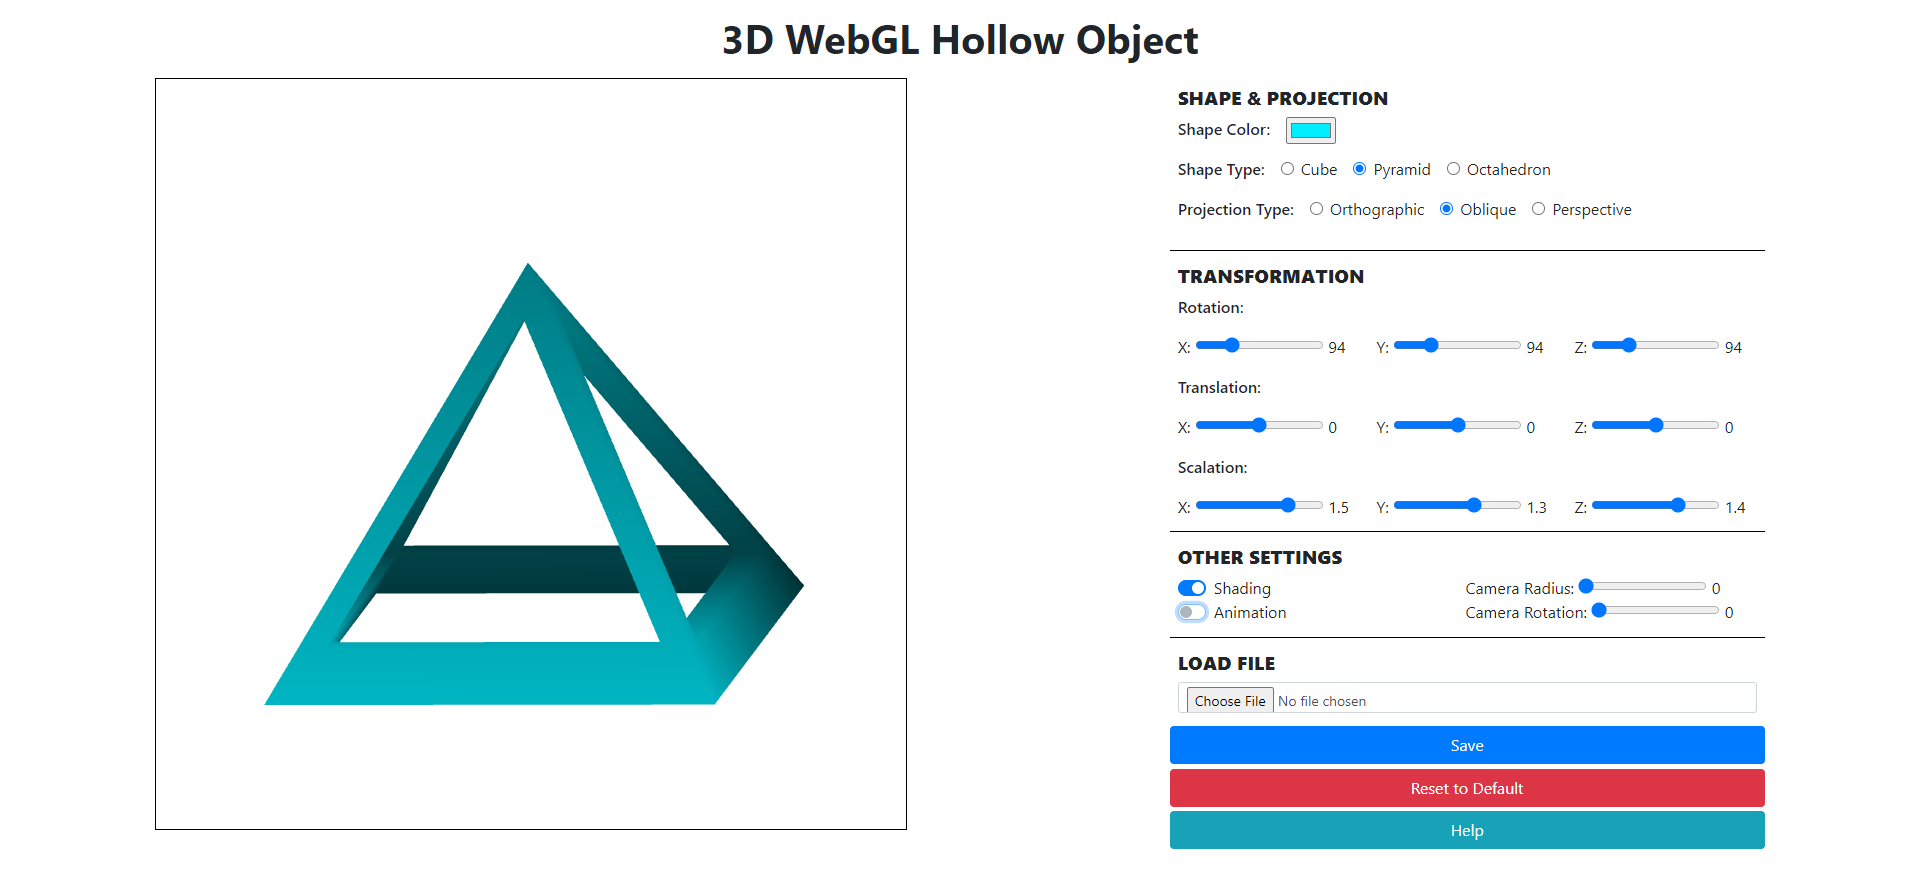 3D WebGL Hollow Object
SHAPE & PROJECTION
Shape Color:
Shape Type: Cube Pyramid Octahedron
Projection Type: Orthographic Oblique Perspective
TRANSFORMATION
Rotation:
X: 94 Y: 94 Z: 94
Translation:
X: 0 Y: 0 Z: 0
Scalation:
X: 1.5 Y: 1.3 Z: 1.4
OTHER SETTINGS
Shading Camera Radius: 0
Animation Camera Rotation: 0
LOAD FILE
Choose File No file chosen
Save
Reset to Default
Help